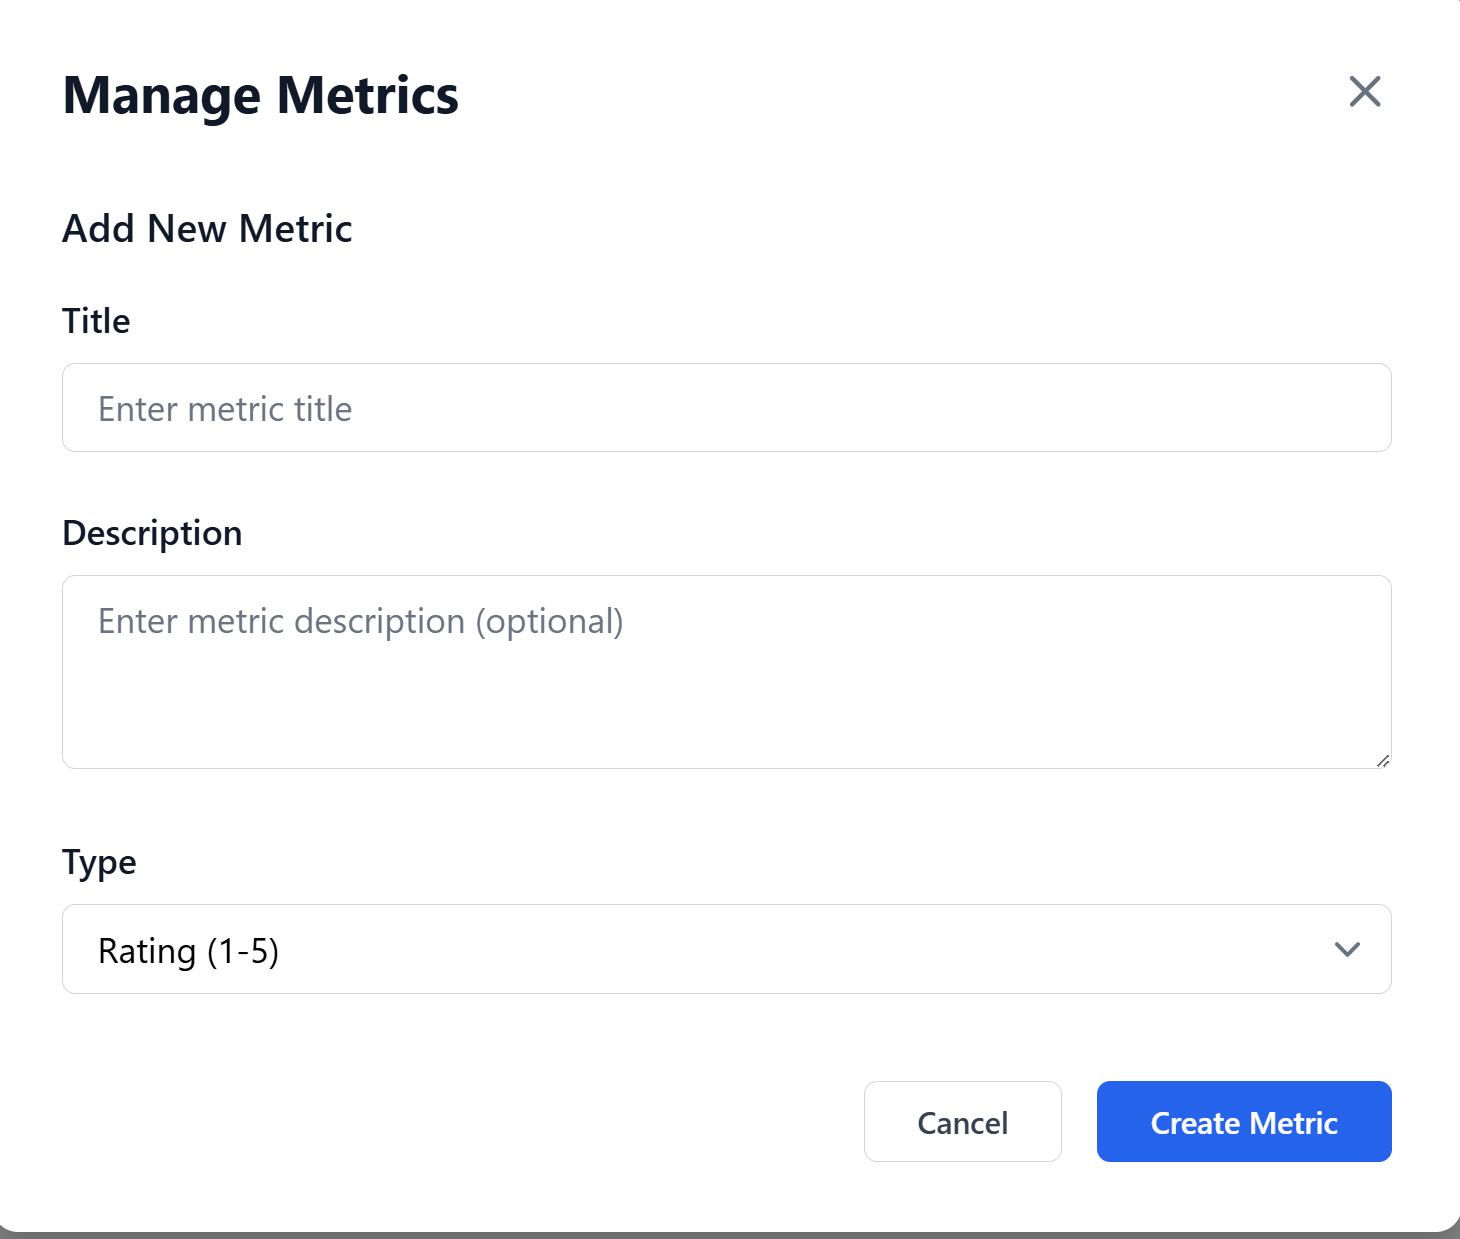 Manage Metrics
Add New Metric
Title
Enter metric title
Description
Enter metric description (optional)
Type
Rating (1-5)
Cancel
Create Metric